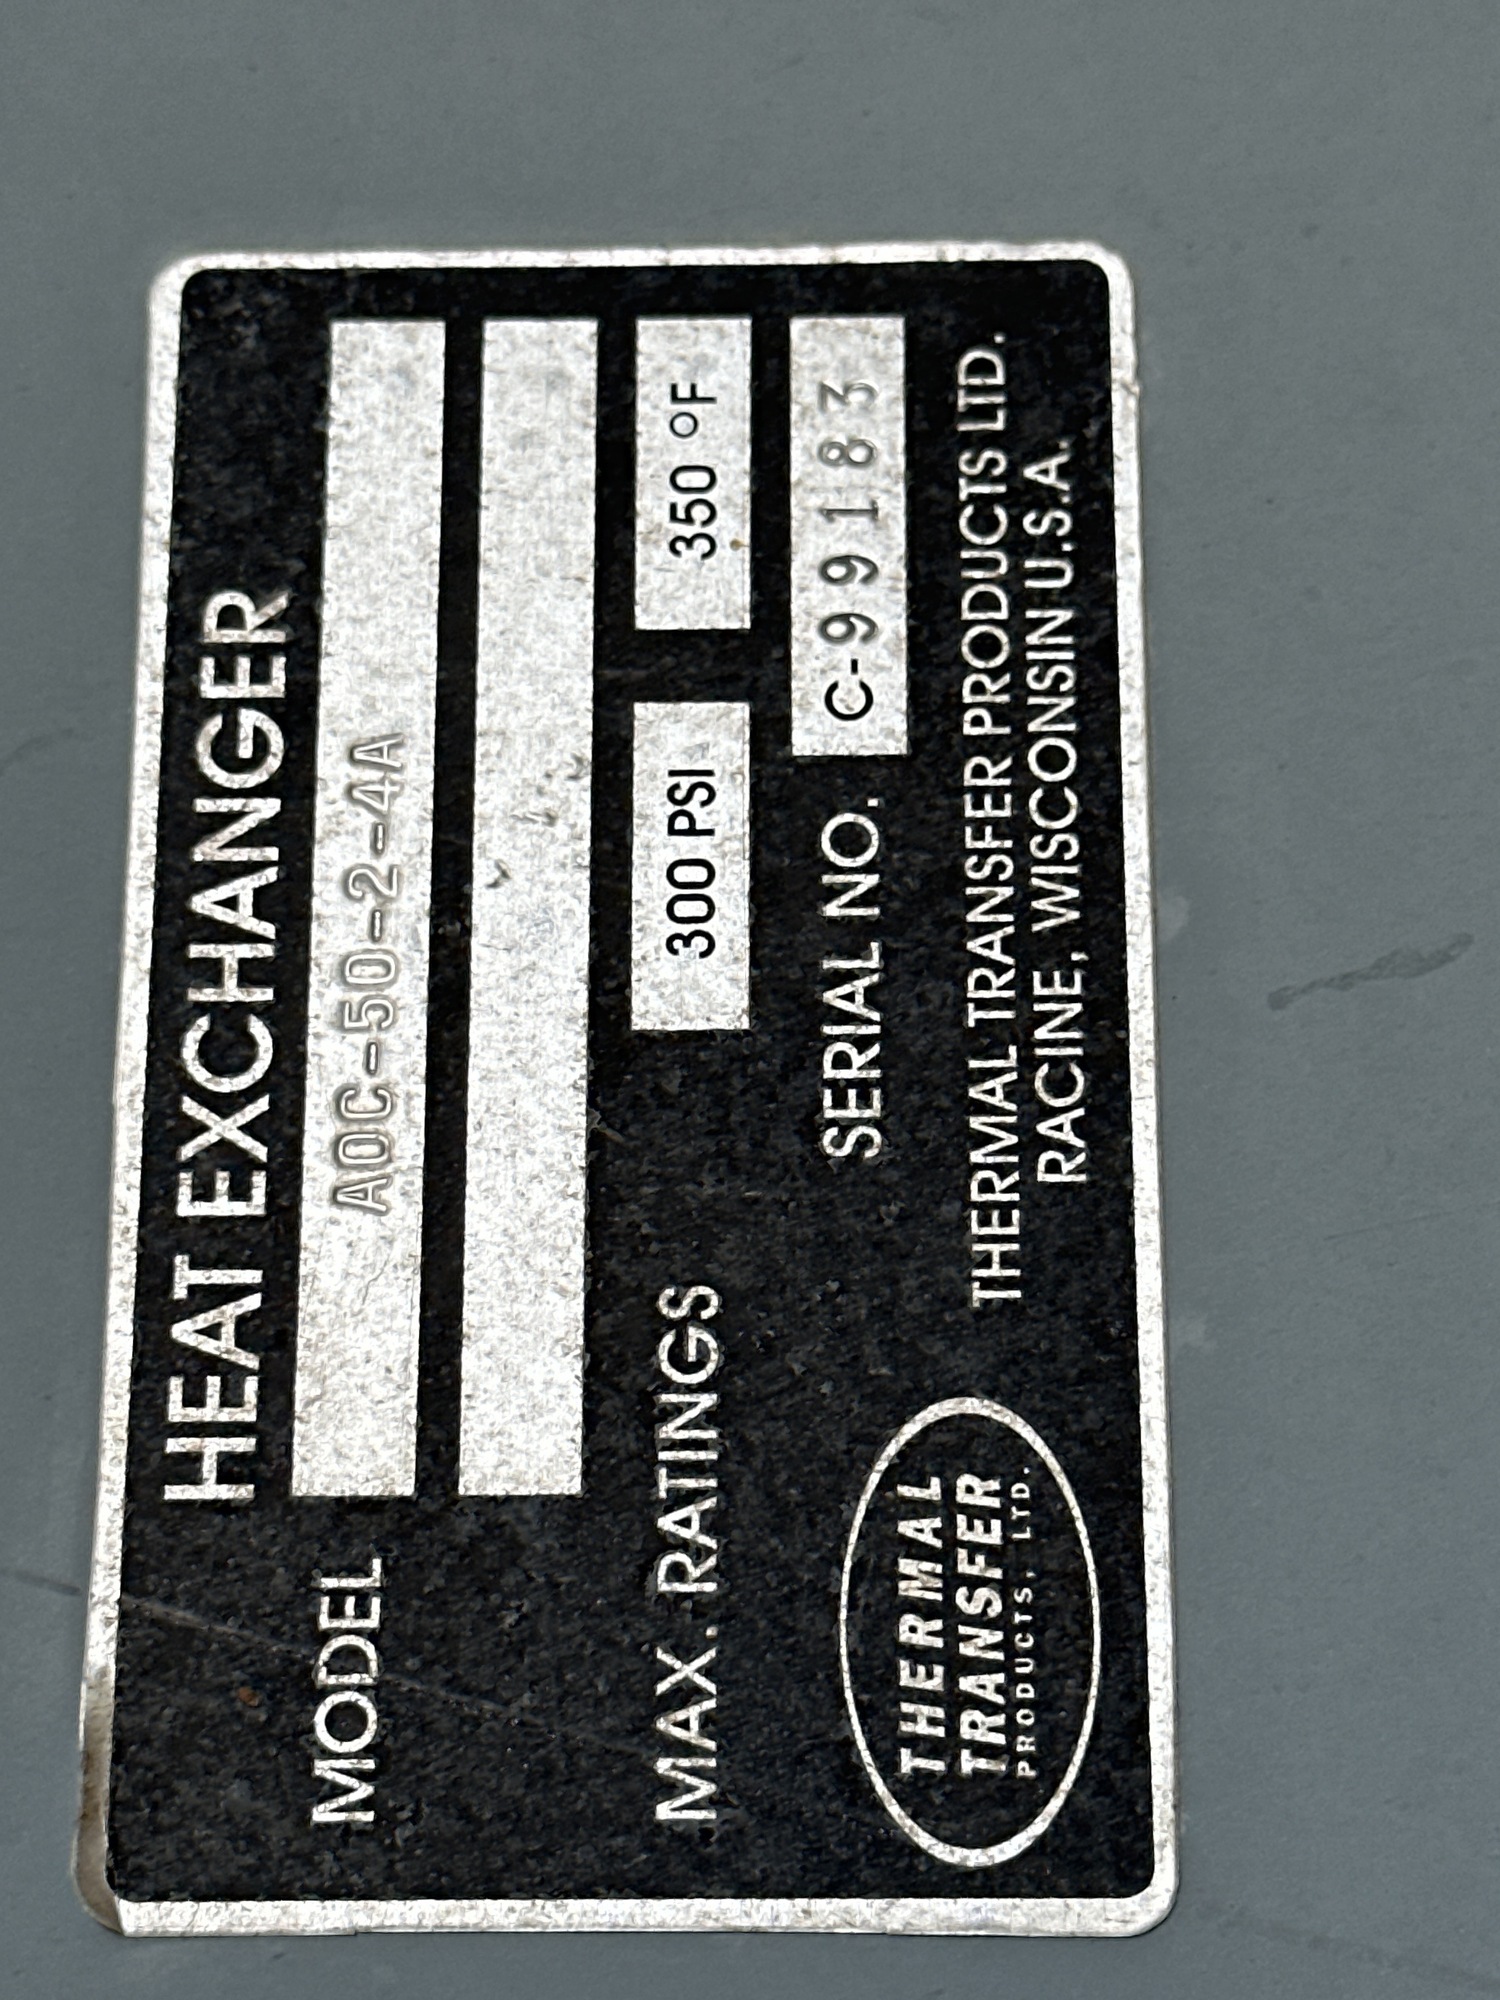 HEAT EXCHANGER
MODEL AOC-50-2-4A
MAX. RATINGS 300 PSI 350 °F
SERIAL NO. C-99183
THERMAL TRANSFER PRODUCTS LTD.
RACINE, WISCONSIN U.S.A.
THERMAL
TRANSFER
PRODUCTS, LTD.